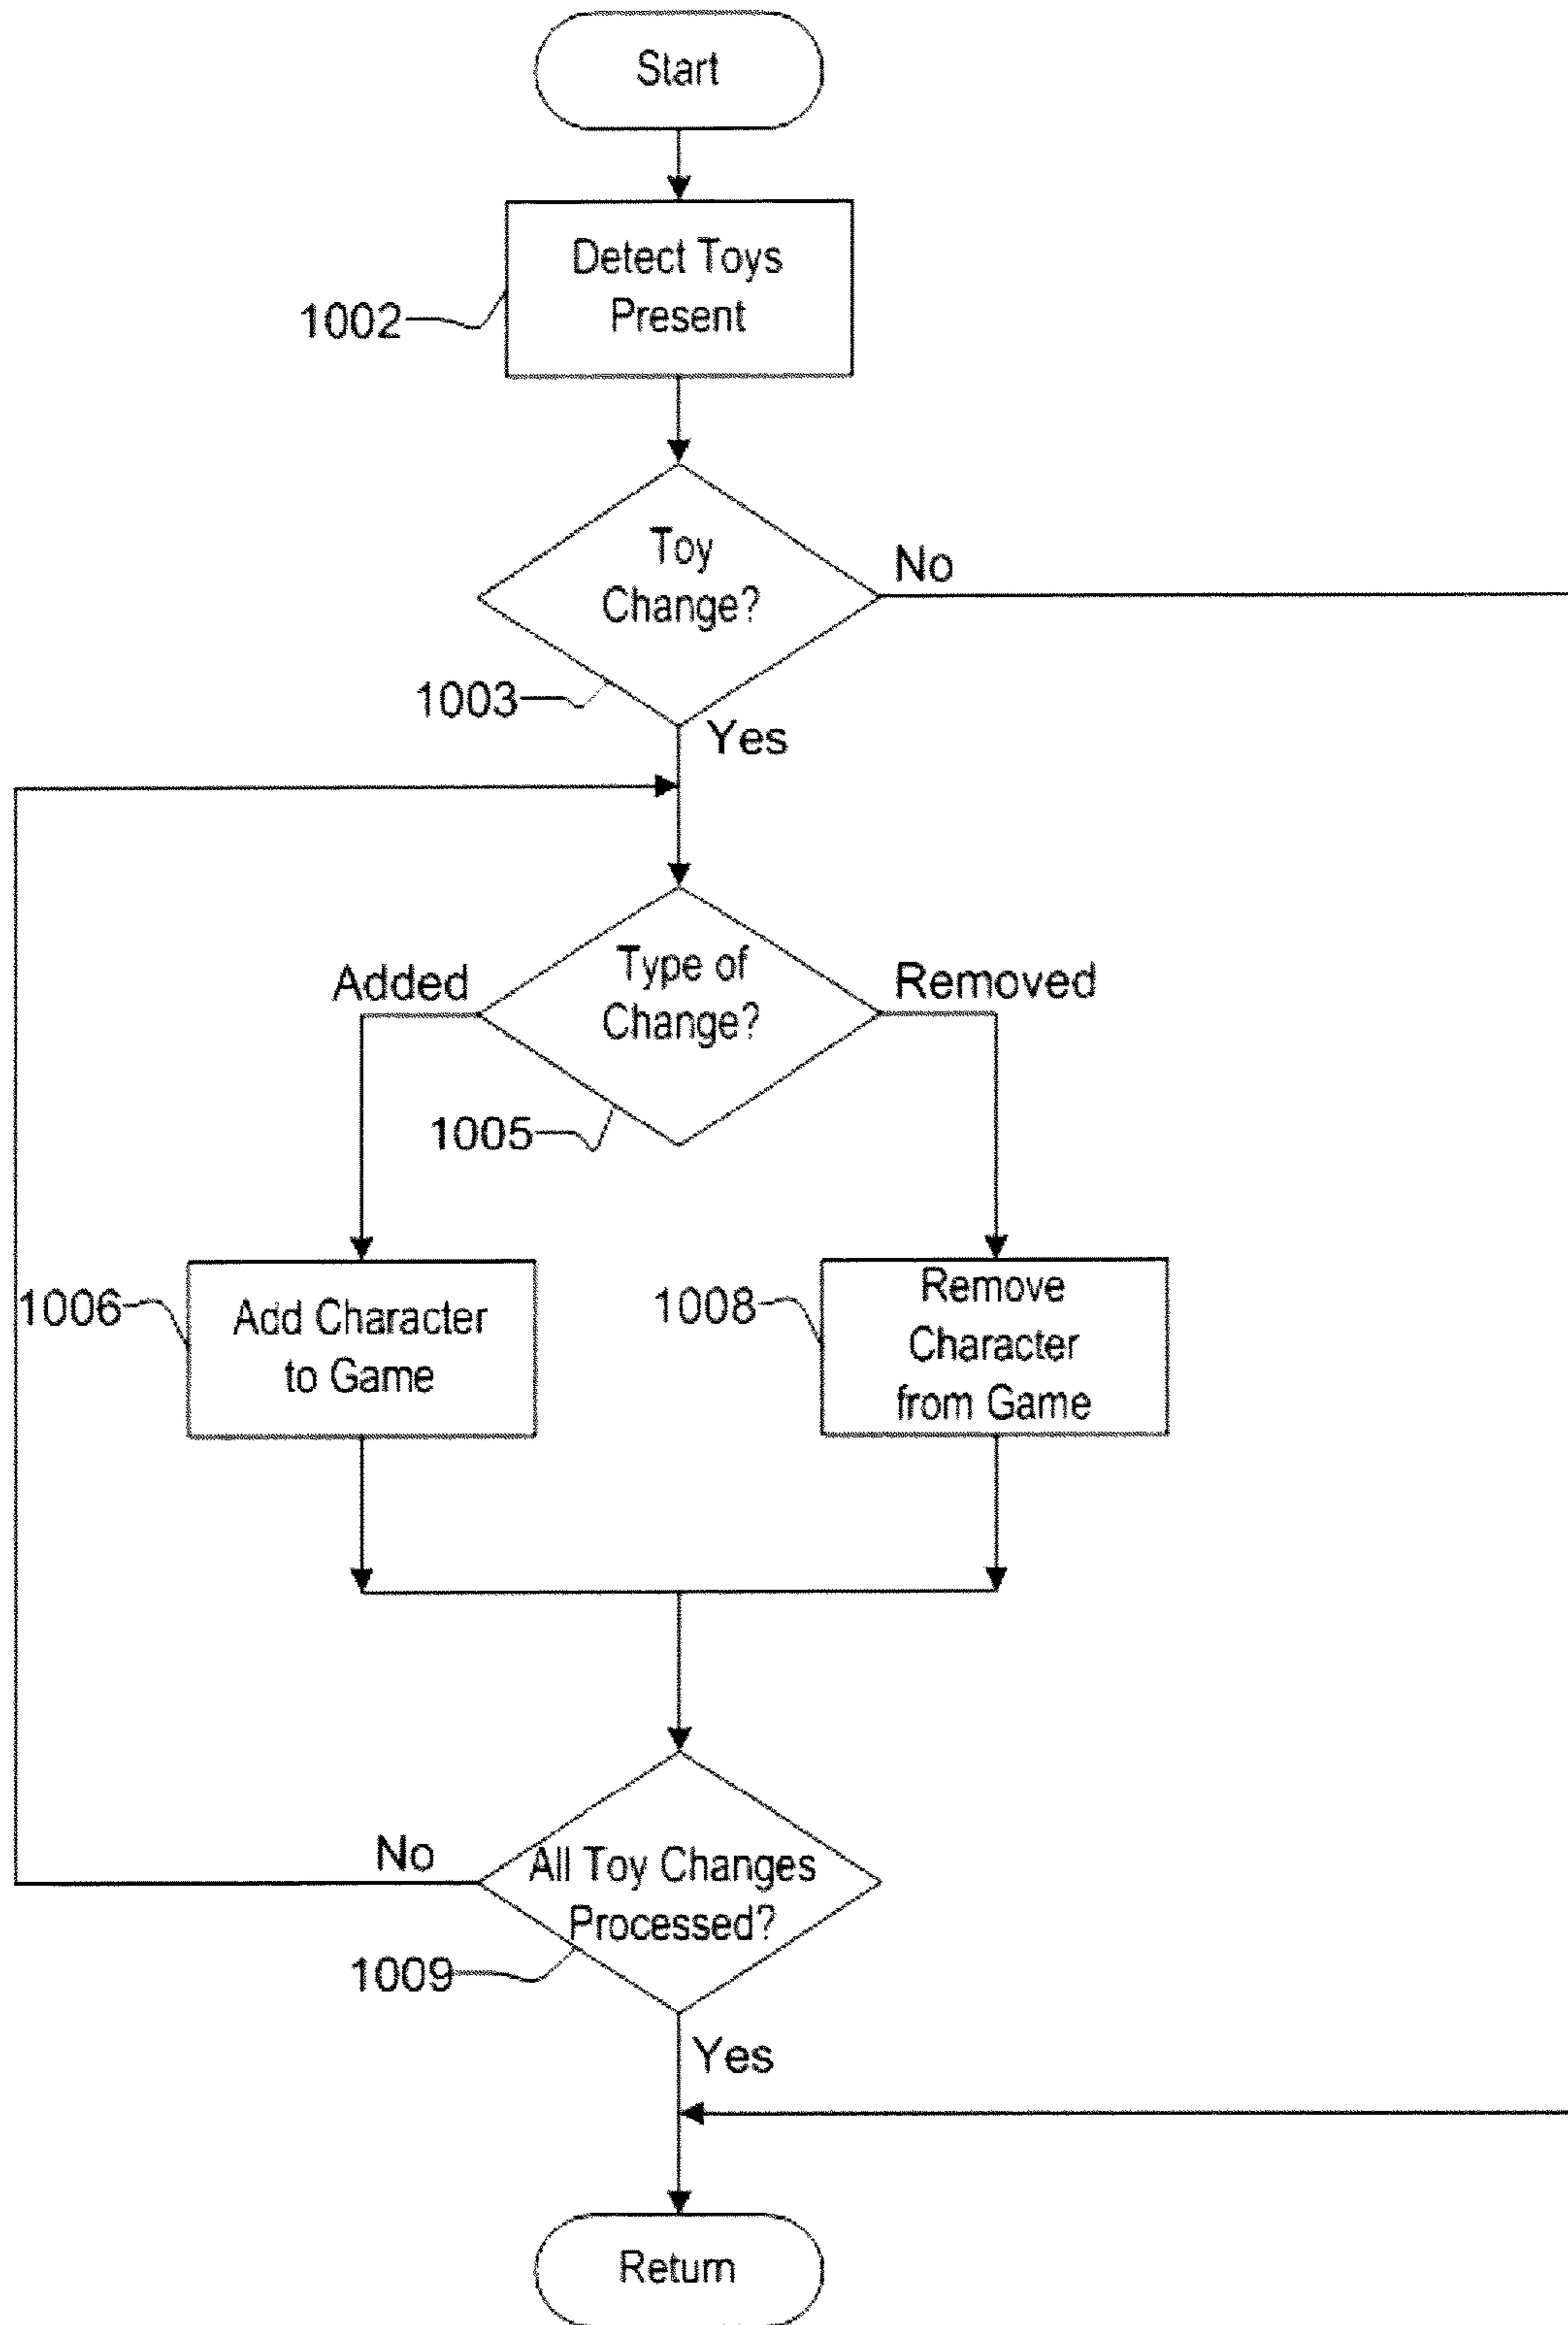 Start
Detect Toys
Present
1002
Toy
Change?
No
1003
Yes
Type of
Change?
Added
Removed
1005
1006
Add Character
to Game
1008
Remove
Character
from Game
No
All Toy Changes
Processed?
1009
Yes
Return